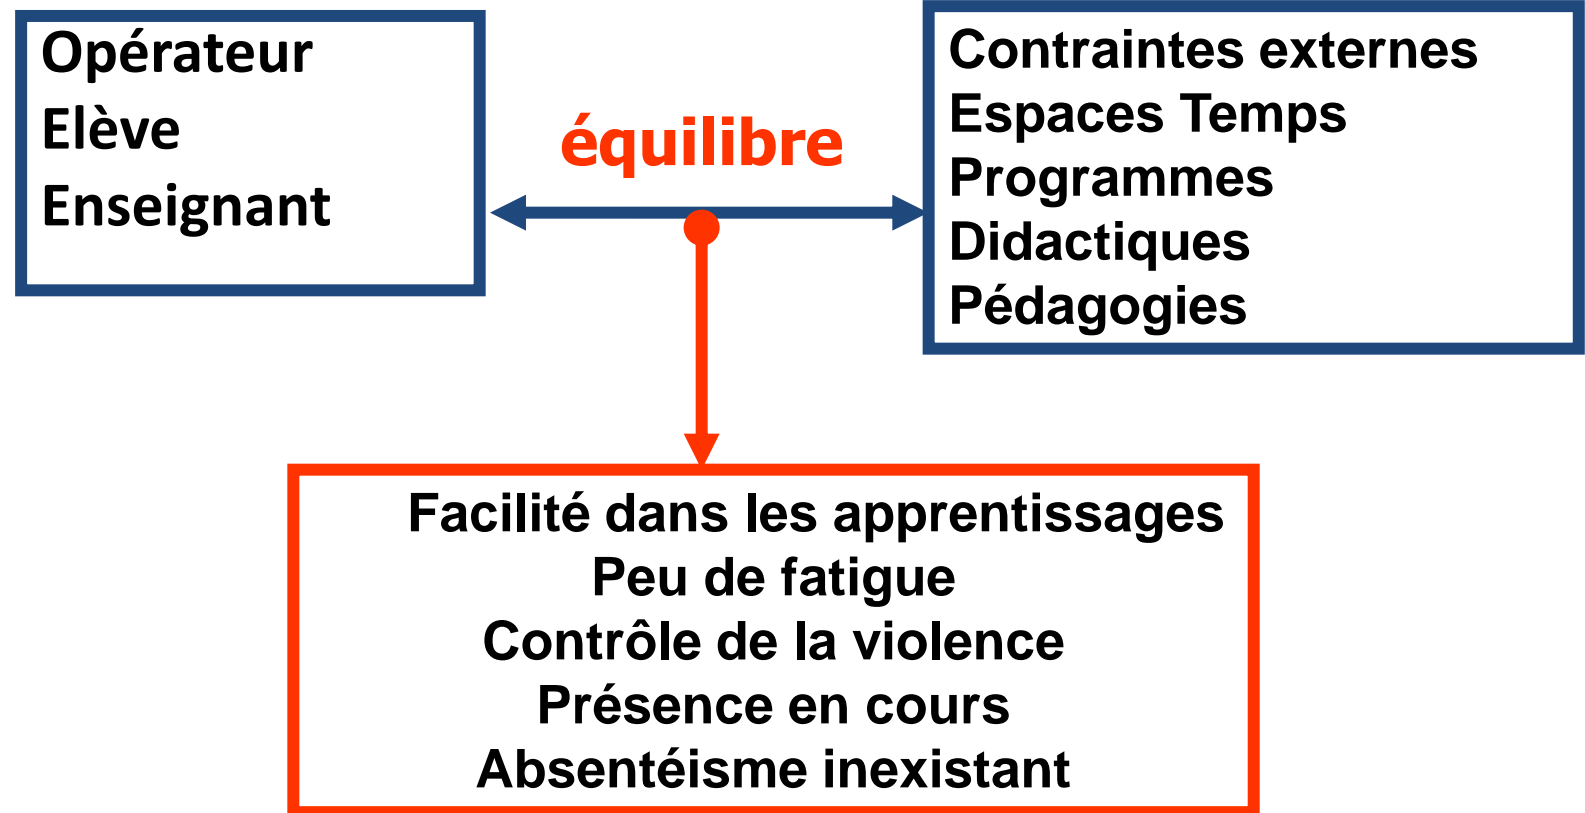 Opérateur
Elève
Enseignant
équilibre
Contraintes externes
Espaces Temps
Programmes
Didactiques
Pédagogies
Facilité dans les apprentissages
Peu de fatigue
Contrôle de la violence
Présence en cours
Absentéisme inexistant